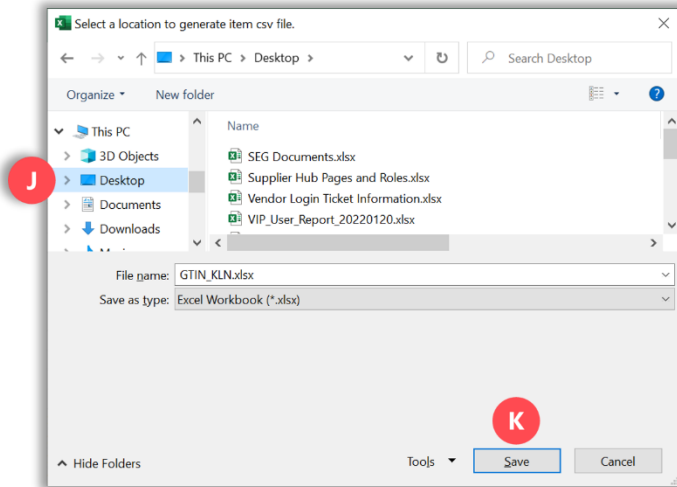 Select a location to generate item csv file.
This PC > Desktop >
Search Desktop
Organize
New folder
This PC
3D Objects
Desktop
Documents
Downloads
Name
SEG Documents.xlsx
Supplier Hub Pages and Roles.xlsx
Vendor Login Ticket Information.xlsx
VIP_User_Report_20220120.xlsx
J
File name: GTIN_KLN.xlsx
Save as type: Excel Workbook (*.xlsx)
K
Hide Folders
Tools
Save
Cancel